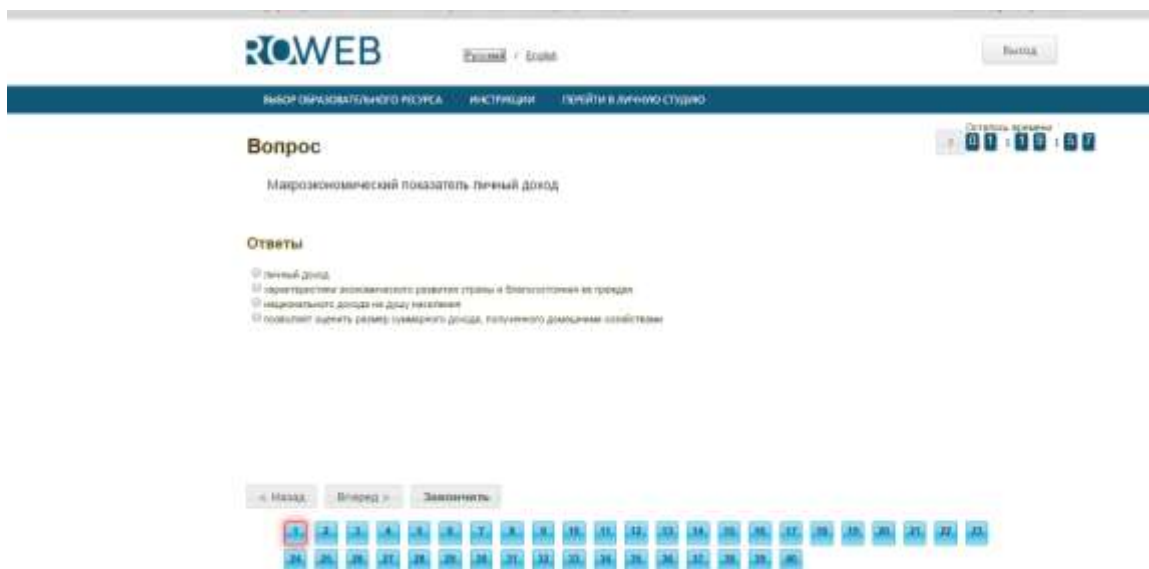 ROWEB
Русский / English
Выход
ВЫБОР ОБРАЗОВАТЕЛЬНОГО РЕСУРСА ИНСТРУКЦИИ ПЕРЕЙТИ В ЛИЧНУЮ СТУДИЮ
Осталось времени
Вопрос
01:19:57
Макроэкономический показатель личный доход
Ответы
личный доход
характеристики экономического развития страны и благосостояния ее граждан
национального дохода на душу населения
позволяет оценить размер суммарного дохода, полученного домашними хозяйствами
< Назад Вперед > Закончить
1 2 3 4 5 6 7 8 9 10 11 12 13 14 15 16 17 18 19 20 21 22 23
24 25 26 27 28 29 30 31 32 33 34 35 36 37 38 39 40